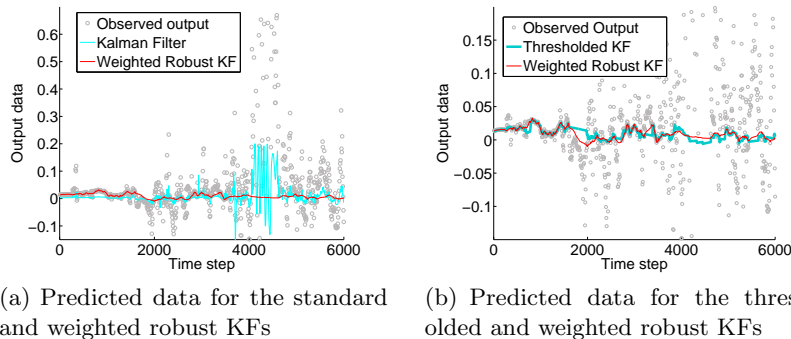 0.6
0.5
0.4
0.3
0.2
0.1
0
−0.1
Output data
Observed output
Kalman Filter
Weighted Robust KF
0 2000 4000 6000
Time step
(a) Predicted data for the standard
and weighted robust KFs
0.15
0.1
0.05
0
−0.05
−0.1
Output data
Observed Output
Thresholded KF
Weighted Robust KF
0 2000 4000 6000
Time step
(b) Predicted data for the thres
olded and weighted robust KFs